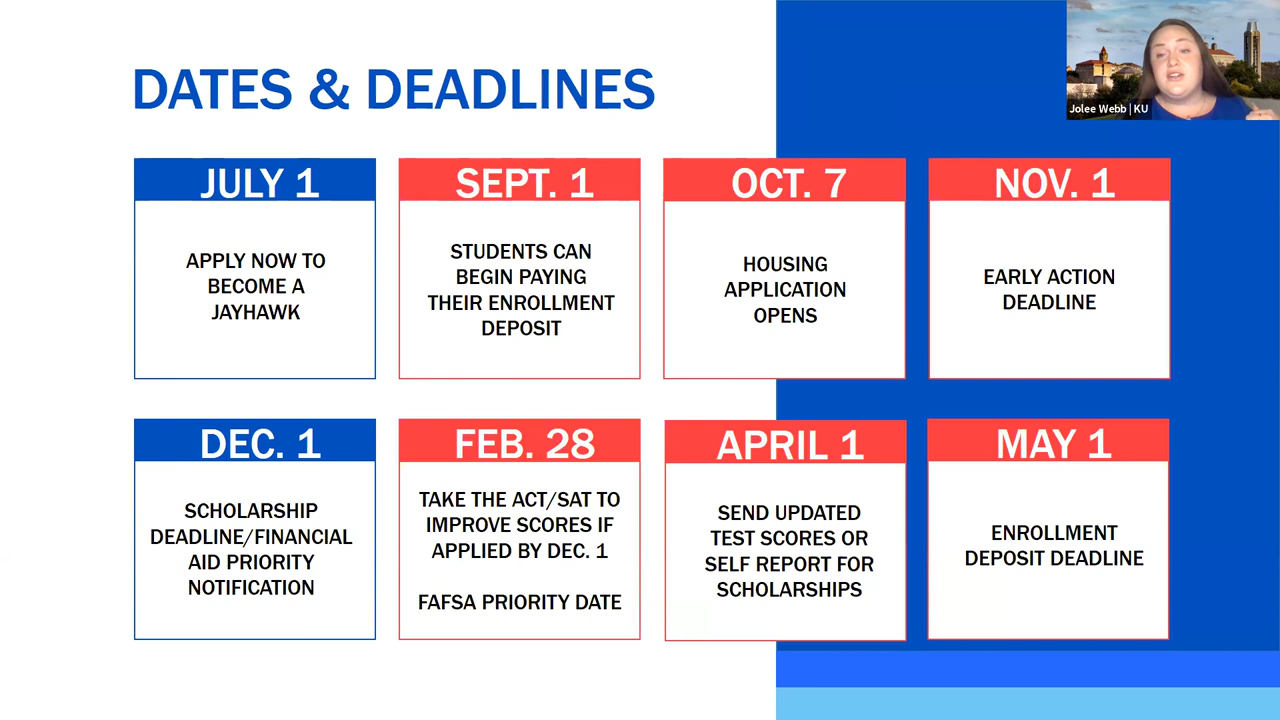 DATES & DEADLINES
Jolee Webb | KU
JULY 1
APPLY NOW TO
BECOME A
JAYHAWK
SEPT. 1
STUDENTS CAN
BEGIN PAYING
THEIR ENROLLMENT
DEPOSIT
OCT. 7
HOUSING
APPLICATION
OPENS
NOV. 1
EARLY ACTION
DEADLINE
DEC. 1
SCHOLARSHIP
DEADLINE/FINANCIAL
AID PRIORITY
NOTIFICATION
FEB. 28
TAKE THE ACT/SAT TO
IMPROVE SCORES IF
APPLIED BY DEC. 1
FAFSA PRIORITY DATE
APRIL 1
SEND UPDATED
TEST SCORES OR
SELF REPORT FOR
SCHOLARSHIPS
MAY 1
ENROLLMENT
DEPOSIT DEADLINE